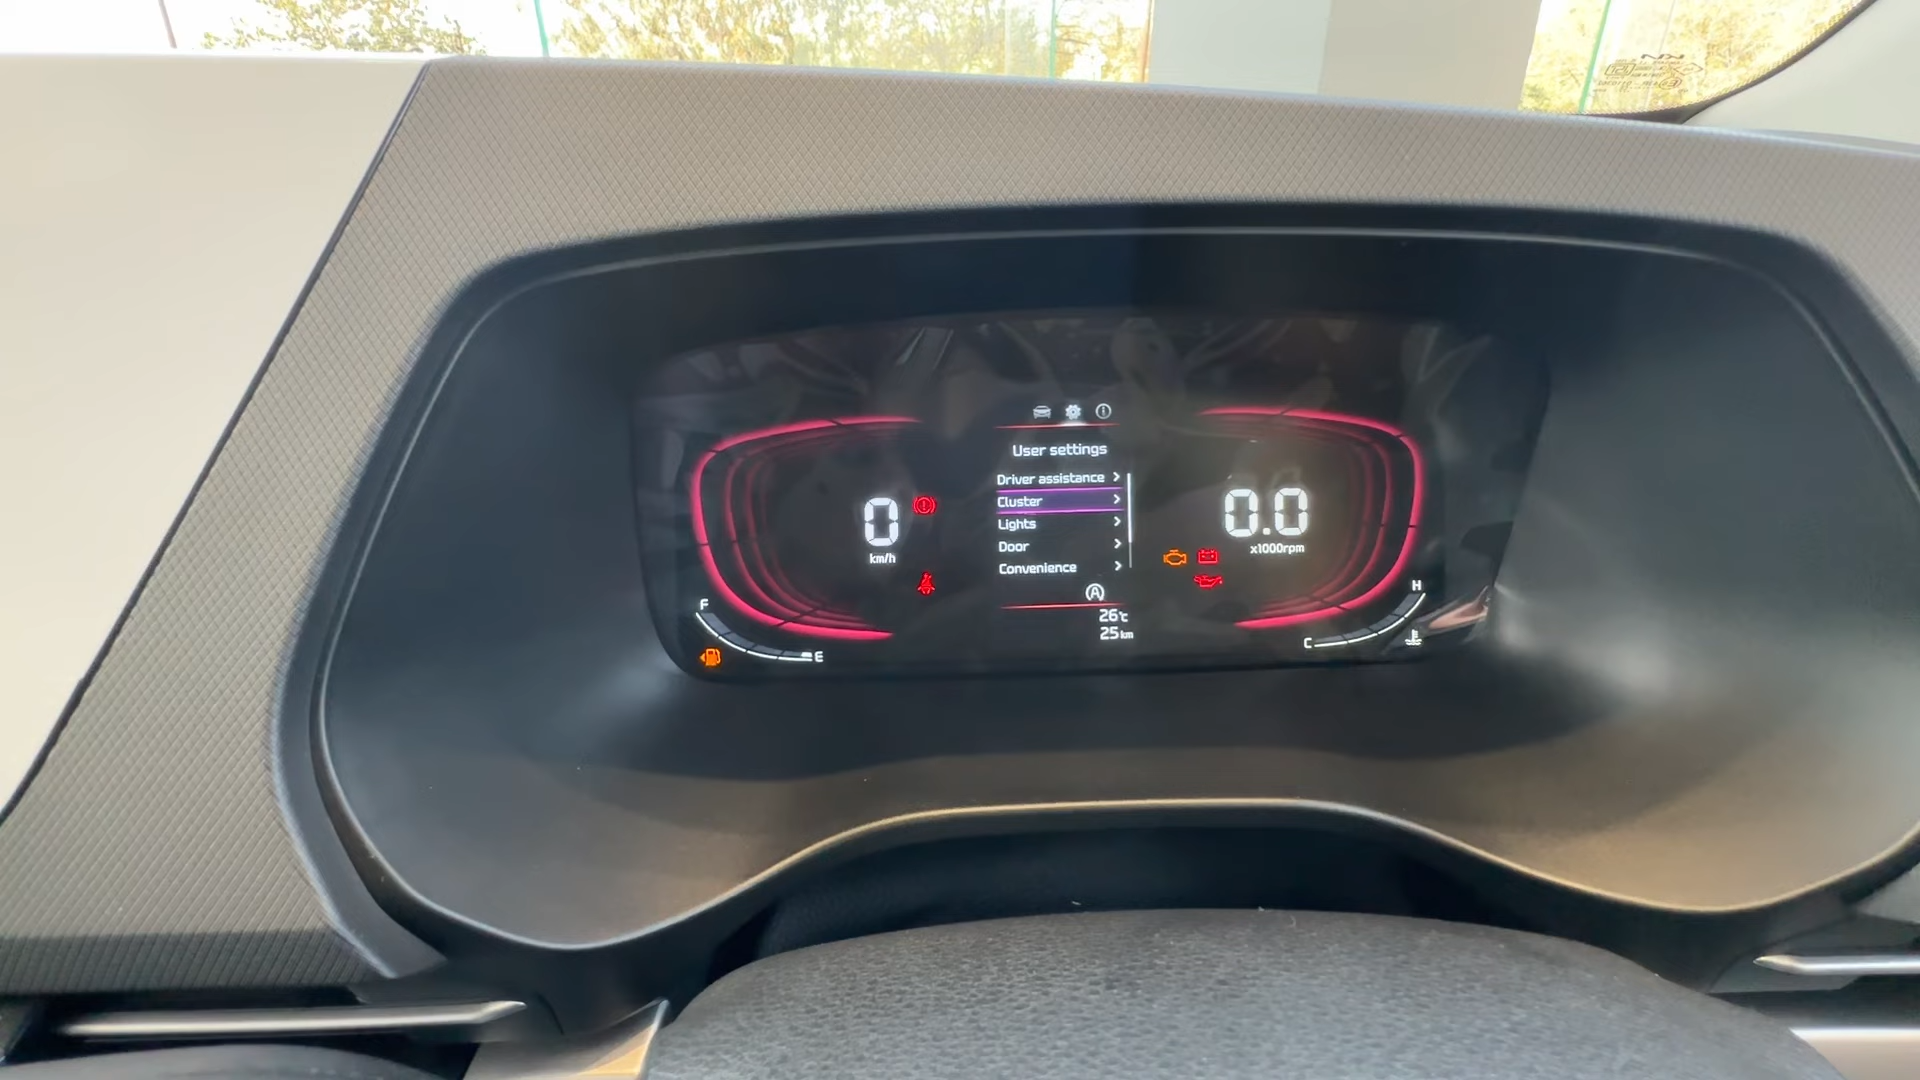 User settings
Driver assistance
Cluster
Lights
Door
Convenience
A
26°c
25 km
0
km/h
0.0
x1000rpm
F
E
H
C